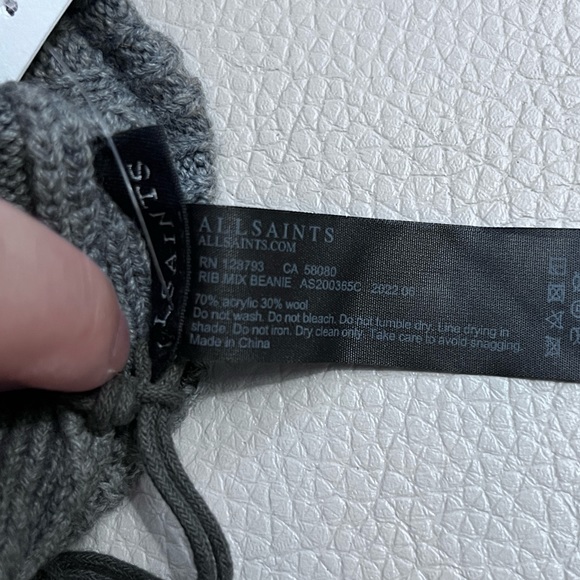 ALLSAINTS
ALLSAINTS
ALLSAINTS.COM
RN 128793 CA 58080
RIB MIX BEANIE AS200365C 2022.06
70% acrylic 30% wool
Do not wash. Do not bleach. Do not tumble dry. Line drying in
shade. Do not iron. Dry clean only. Take care to avoid snagging.
Made in China